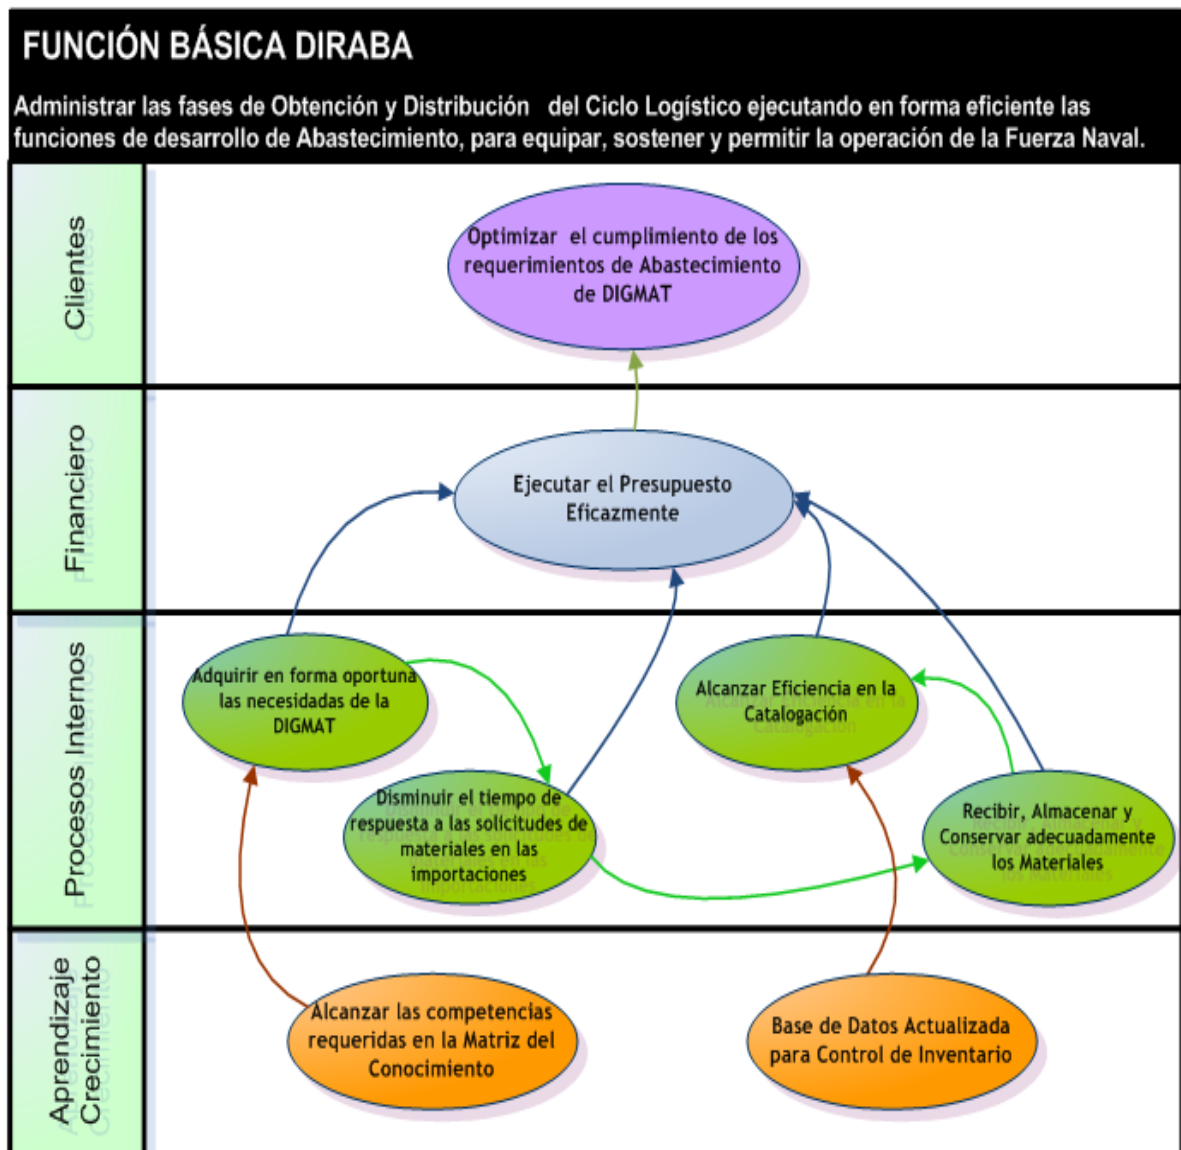 FUNCIÓN BÁSICA DIRABA
Administrar las fases de Obtención y Distribución del Ciclo Logístico ejecutando en forma eficiente las
funciones de desarrollo de Abastecimiento, para equipar, sostener y permitir la operación de la Fuerza Naval.
Clientes
Optimizar el cumplimiento de los
requerimientos de Abastecimiento
de DIGMAT
Financiero
Ejecutar el Presupuesto
Eficazmente
Procesos Internos
Adquirir en forma oportuna
las necesidadas de la
DIGMAT
Alcanzar Eficiencia en la
Catalogación
Disminuir el tiempo de
respuesta a las solicitudes de
materiales en las
importaciones
Recibir, Almacenar y
Conservar adecuadamente
los Materiales
Aprendizaje
Crecimiento
Alcanzar las competencias
requeridas en la Matriz del
Conocimiento
Base de Datos Actualizada
para Control de Inventario